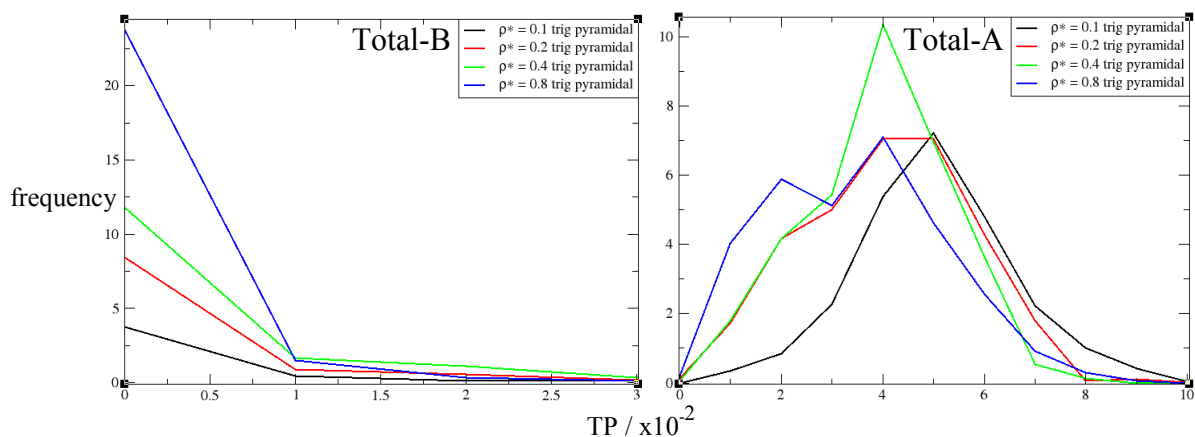 Total-B
ρ* = 0.1 trig pyramidal
ρ* = 0.2 trig pyramidal
ρ* = 0.4 trig pyramidal
ρ* = 0.8 trig pyramidal
20
15
10
5
0
0 0.5 1 1.5 2 2.5 3
frequency
Total-A
ρ* = 0.1 trig pyramidal
ρ* = 0.2 trig pyramidal
ρ* = 0.4 trig pyramidal
ρ* = 0.8 trig pyramidal
10
8
6
4
2
0
0 2 4 6 8 10
TP / x10-2